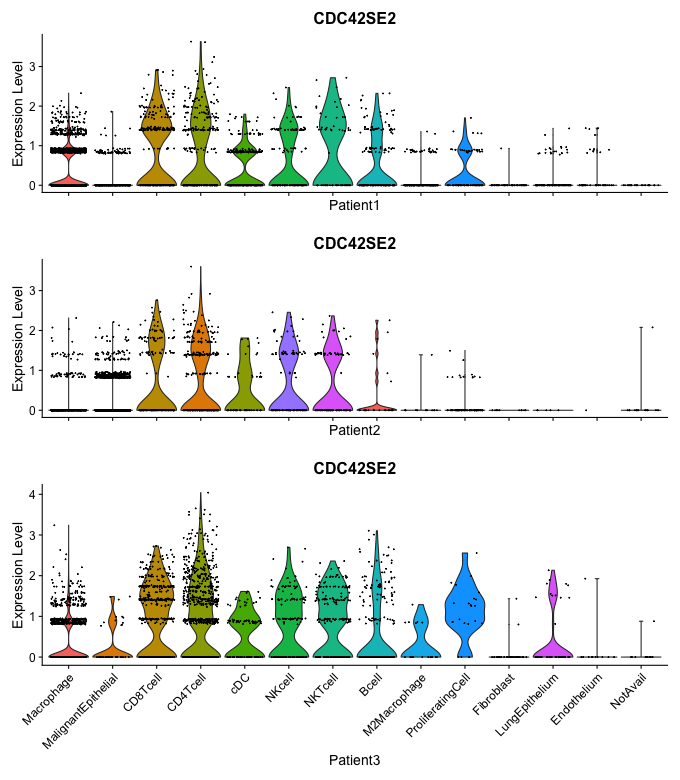 CDC42SE2
Expression Level
3
2
1
0
Patient1
CDC42SE2
Expression Level
3
2
1
0
Patient2
CDC42SE2
Expression Level
4
3
2
1
0
Macrophage
MalignantEpithelial
CD8Tcell
CD4Tcell
cDC
NKcell
NKTcell
Bcell
M2Macrophage
ProliferatingCell
Fibroblast
LungEpithelium
Endothelium
NotAvail
Patient3